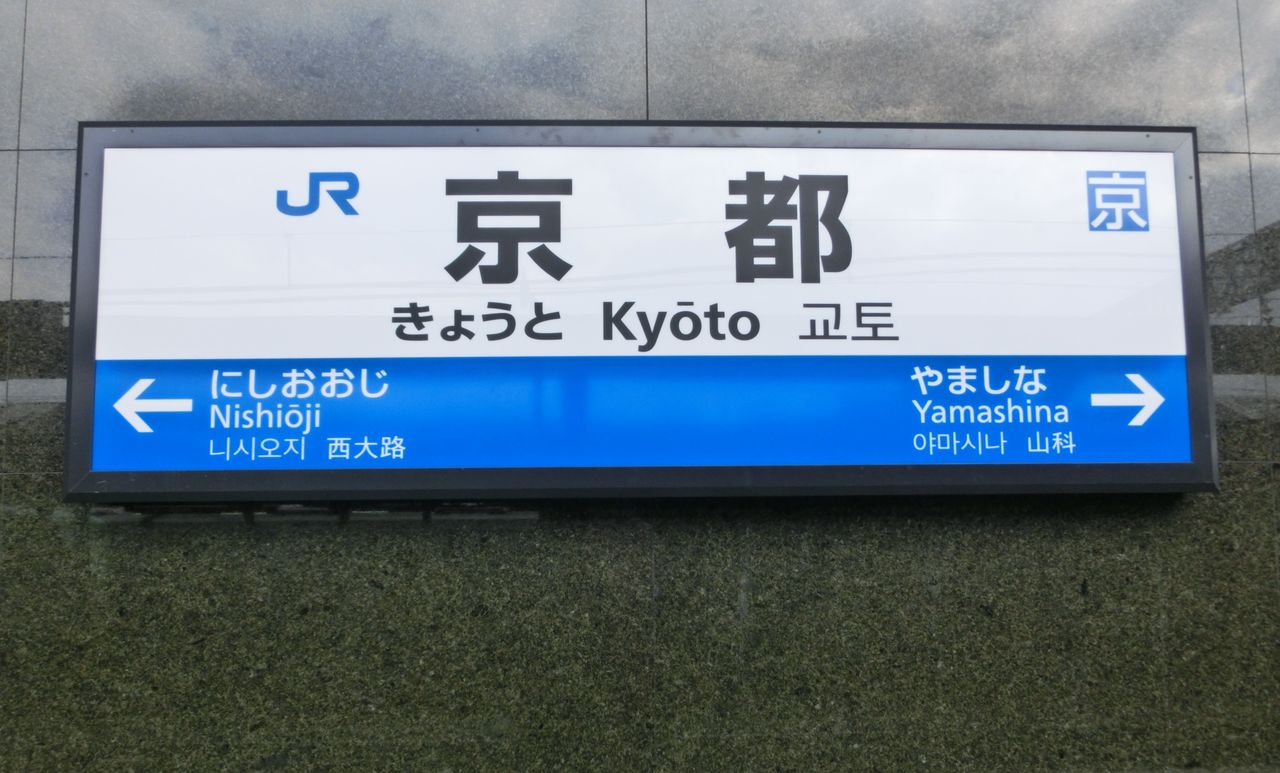 JR 京都 京
きょうと Kyōto 교토
にしおおじ
Nishiōji
니시오지 西大路
やましな
Yamashina
야마시나 山科